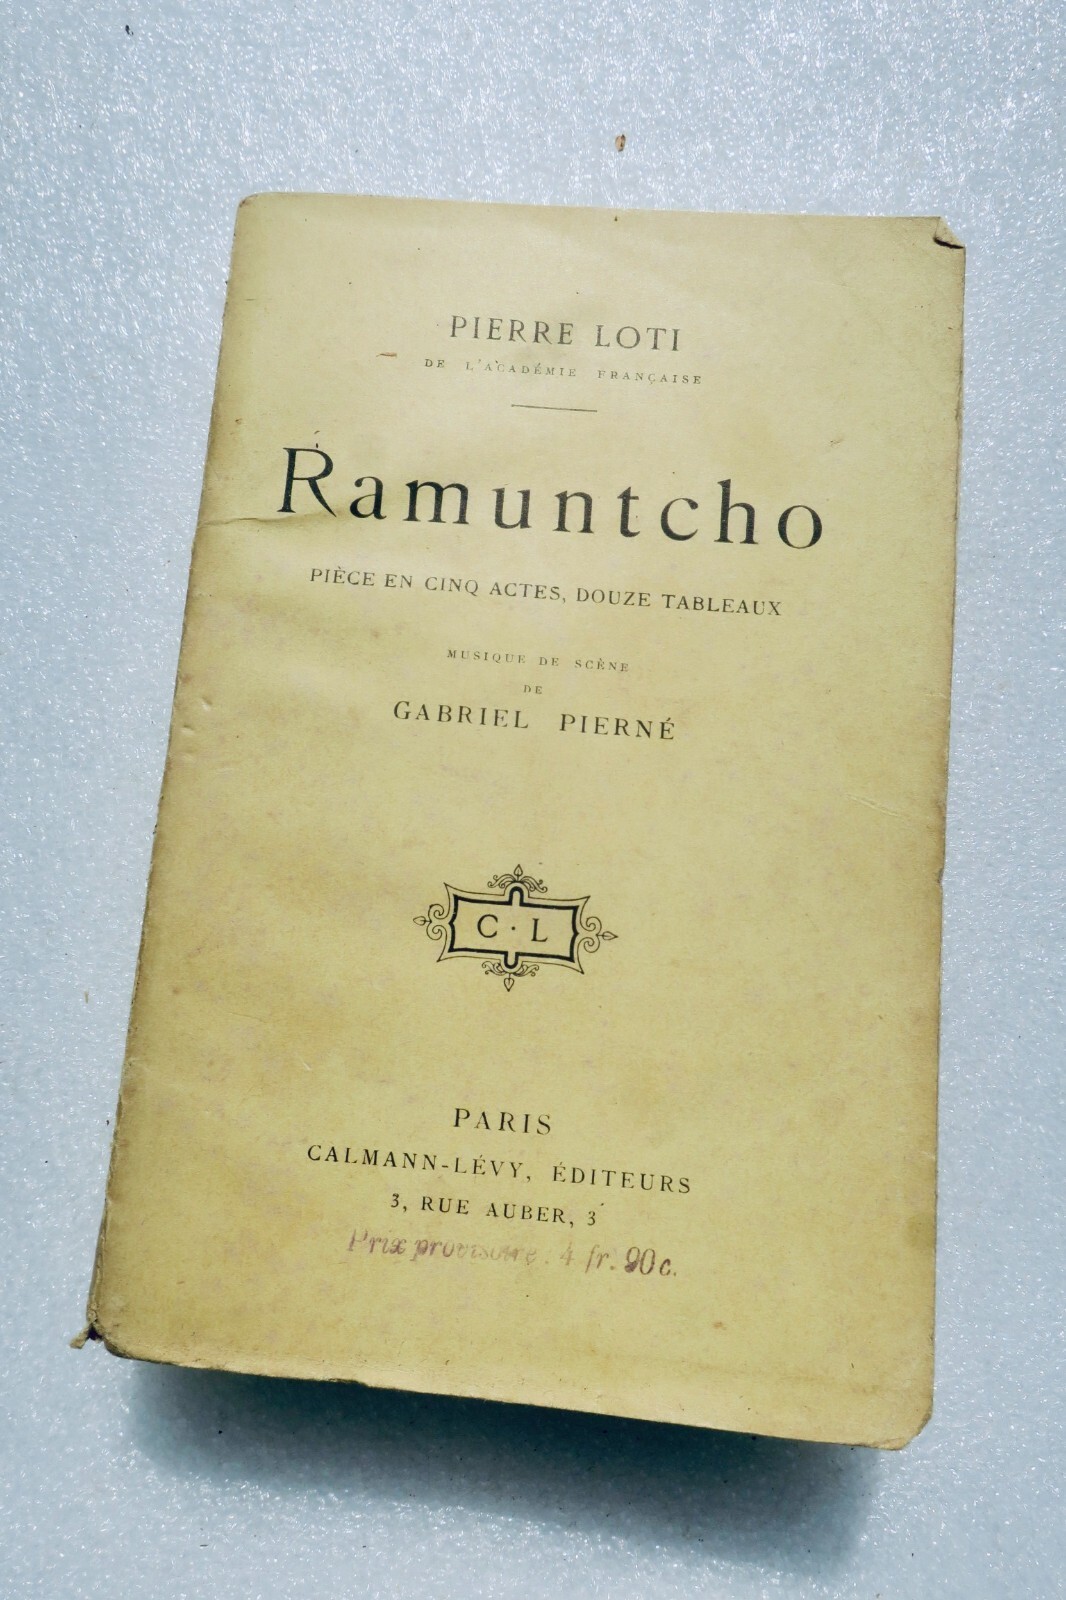 PIERRE LOTI
DE L'ACADÉMIE FRANÇAISE
Ramuntcho
PIÈCE EN CINQ ACTES, DOUZE TABLEAUX
MUSIQUE DE SCÈNE
DE
GABRIEL PIERNÉ
C·L
PARIS
CALMANN-LÉVY, ÉDITEURS
3, RUE AUBER, 3
Prix provisoire : 4 fr. 90 c.